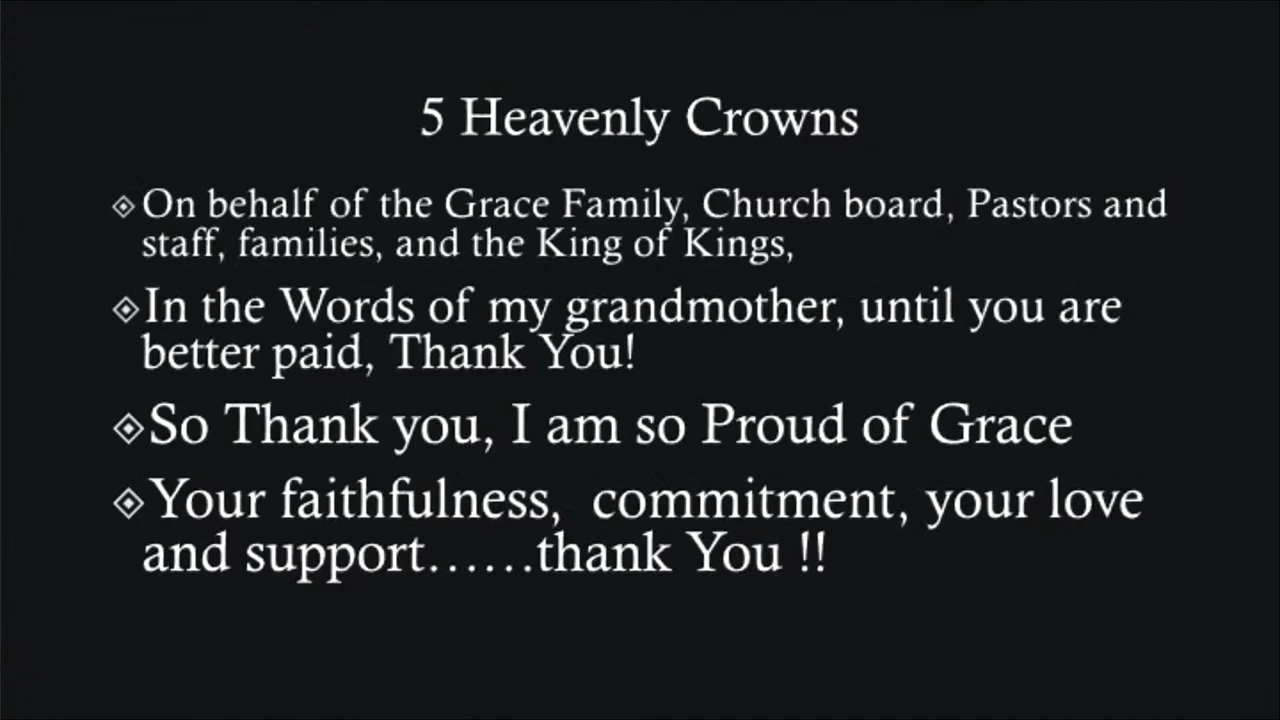 5 Heavenly Crowns
On behalf of the Grace Family, Church board, Pastors and
staff, families, and the King of Kings,
In the Words of my grandmother, until you are
better paid, Thank You!
So Thank you, I am so Proud of Grace
Your faithfulness,  commitment, your love
and support......thank You !!